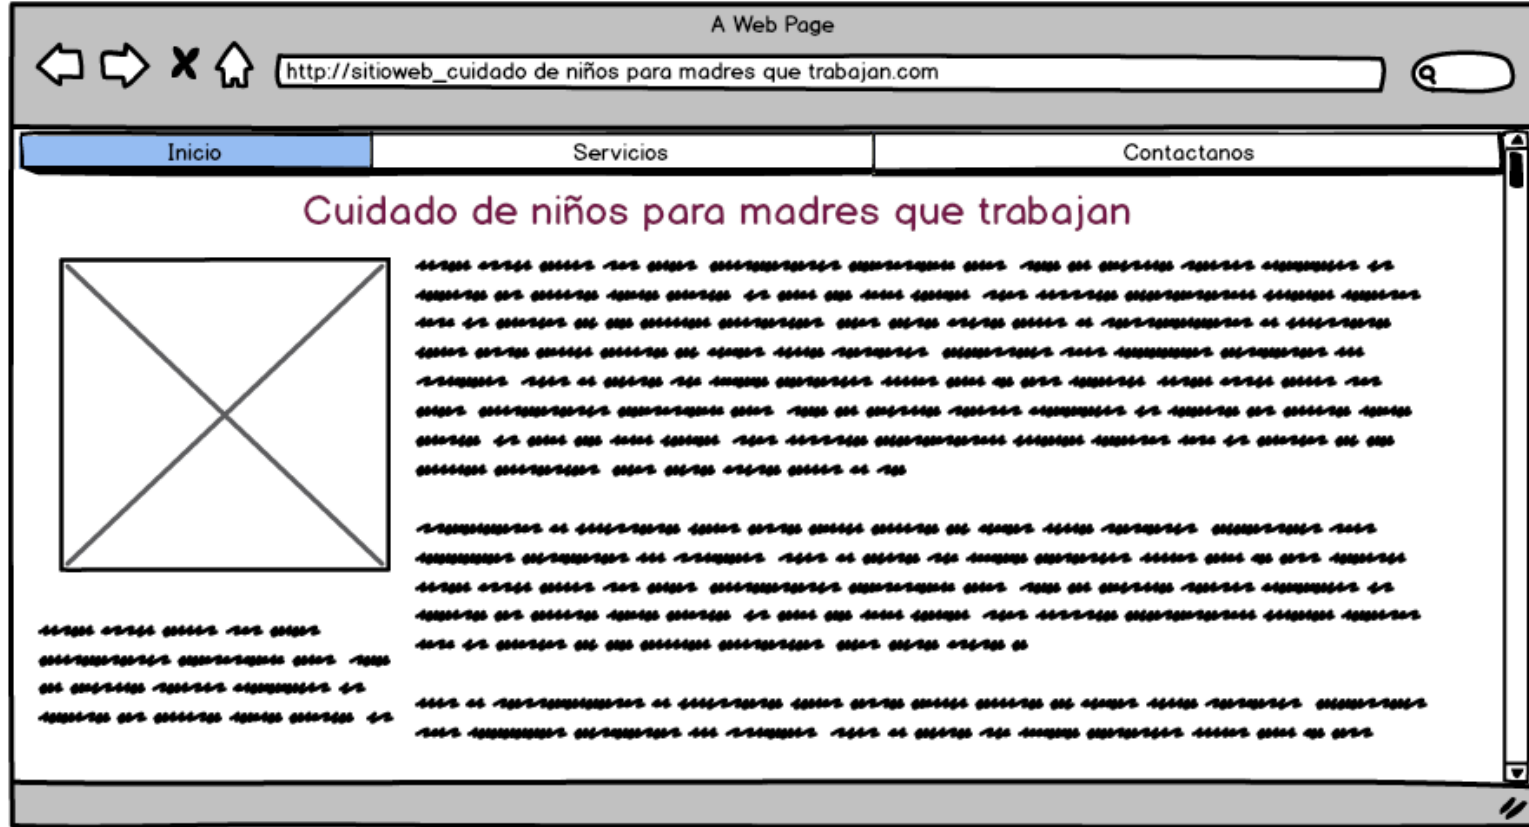 A Web Page
http://sitioweb_cuidado de niños para madres que trabajan.com
Inicio Servicios Contactanos
Cuidado de niños para madres que trabajan